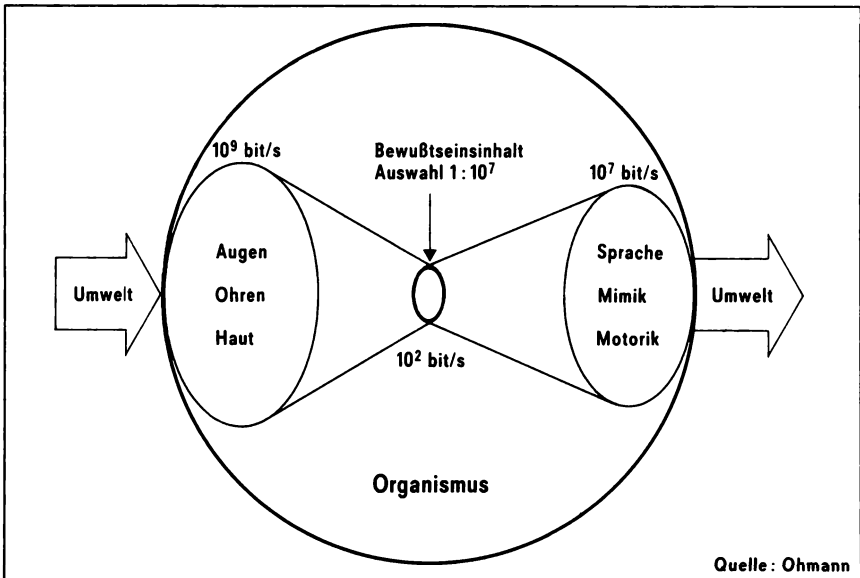 10⁹ bit/s
Bewußtseinsinhalt
Auswahl 1 : 10⁷
10⁷ bit/s
Umwelt
Augen
Ohren
Haut
10² bit/s
Sprache
Mimik
Motorik
Umwelt
Organismus
Quelle: Ohmann